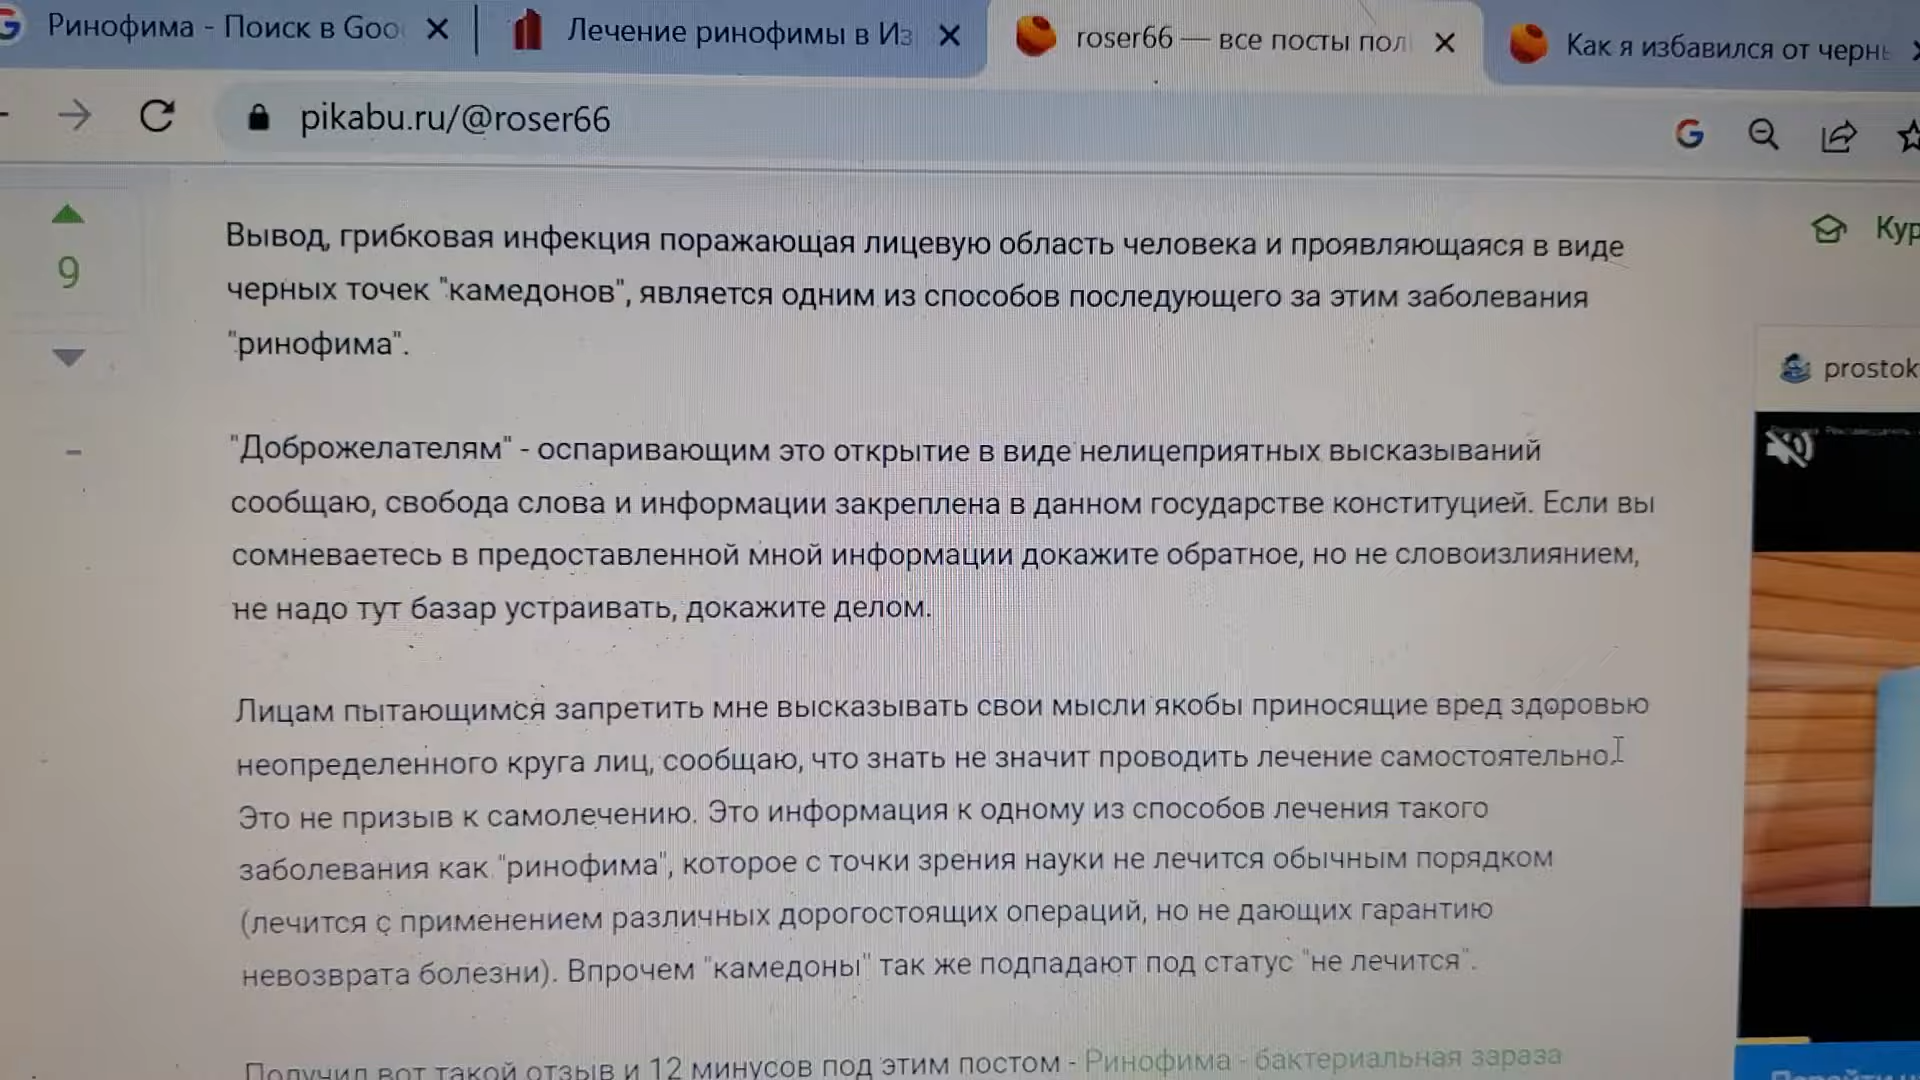 Ринофима - Поиск в Goo
Лечение ринофимы в Из
roser66 — все посты пол
Как я избавился от черн
pikabu.ru/@roser66
9
Кур
Вывод, грибковая инфекция поражающая лицевую область человека и проявляющаяся в виде
черных точек "камедонов", является одним из способов последующего за этим заболевания
"ринофима".
prostok
"Доброжелателям" - оспаривающим это открытие в виде нелицеприятных высказываний
сообщаю, свобода слова и информации закреплена в данном государстве конституцией. Если вы
сомневаетесь в предоставленной мной информации докажите обратное, но не словоизлиянием,
не надо тут базар устраивать, докажите делом.
Лицам пытающимся запретить мне высказывать свои мысли якобы приносящие вред здоровью
неопределенного круга лиц, сообщаю, что знать не значит проводить лечение самостоятельно.
Это не призыв к самолечению. Это информация к одному из способов лечения такого
заболевания как "ринофима", которое с точки зрения науки не лечится обычным порядком
(лечится с применением различных дорогостоящих операций, но не дающих гарантию
невозврата болезни). Впрочем "камедоны" так же подпадают под статус "не лечится".
Получил вот такой отзыв и 12 минусов под этим постом - Ринофима - бактериальная зараза